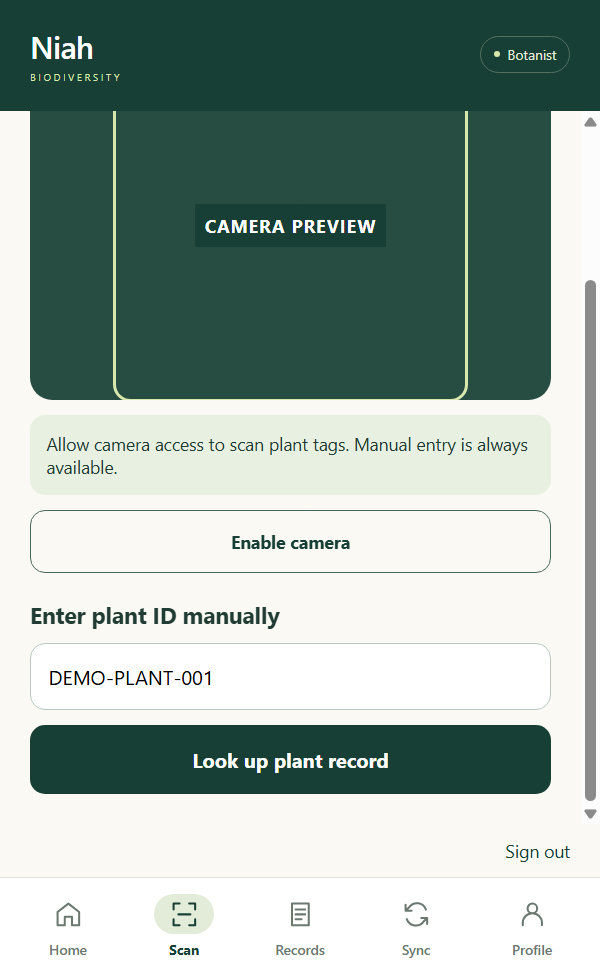 Niah
BIODIVERSITY
Botanist
CAMERA PREVIEW
Allow camera access to scan plant tags. Manual entry is always
available.
Enable camera
Enter plant ID manually
DEMO-PLANT-001
Look up plant record
Sign out
Home
Scan
Records
Sync
Profile